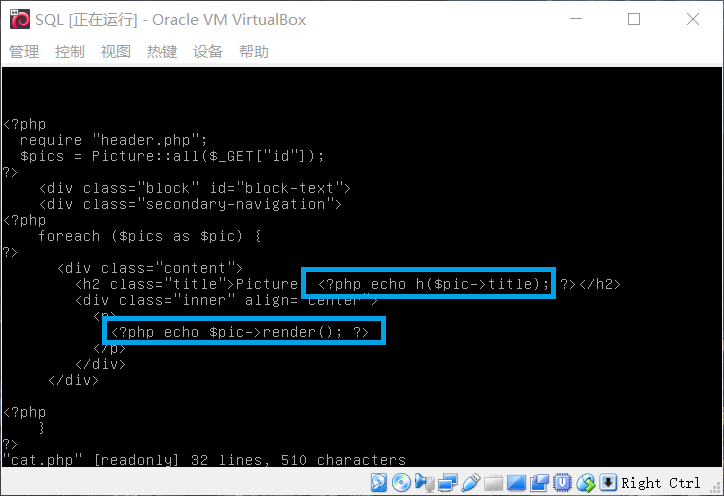 SQL [正在运行] - Oracle VM VirtualBox
管理 控制 视图 热键 设备 帮助
<?php
require "header.php";
$pics = Picture::all($_GET["id"]);
?>
<div class="block" id="block-text">
<div class="secondary-navigation">
<?php
foreach ($pics as $pic) {
?>
<div class="content">
<h2 class="title">Picture <?php echo h($pic->title); ?></h2>
<div class="inner" align="center">
<p>
<?php echo $pic->render(); ?>
</p>
</div>
</div>
<?php
}
?>
"cat.php" [readonly] 32 lines, 510 characters
Right Ctrl